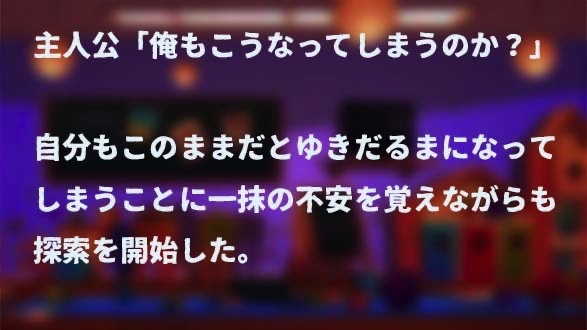 主人公「俺もこうなってしまうのか？」
自分もこのままだとゆきだるまになって
しまうことに一抹の不安を覚えながらも
探索を開始した。